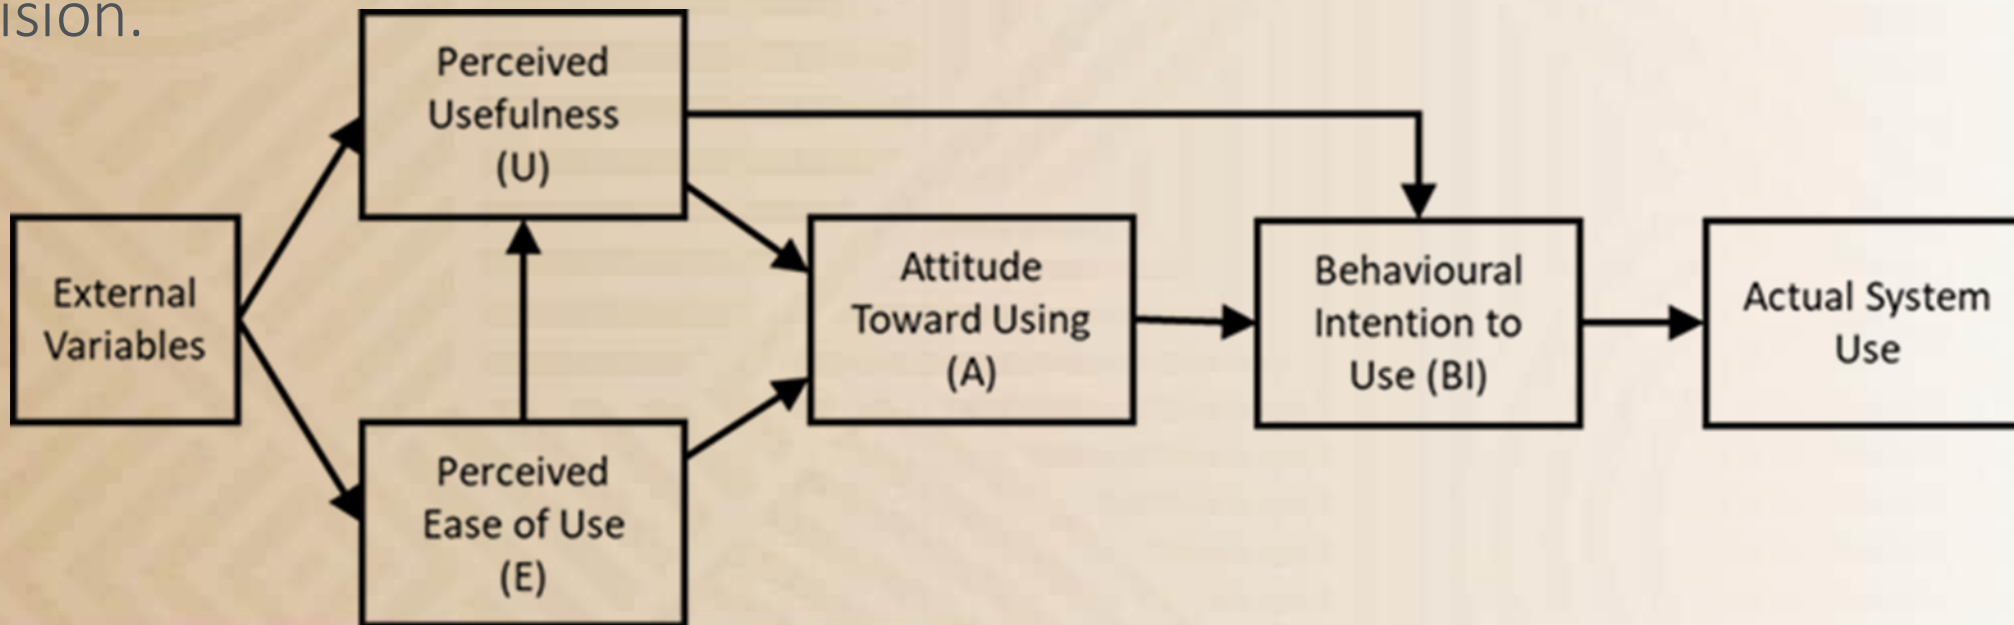 ision.
Perceived
Usefulness
(U)
External
Variables
Perceived
Ease of Use
(E)
Attitude
Toward Using
(A)
Behavioural
Intention to
Use (BI)
Actual System
Use